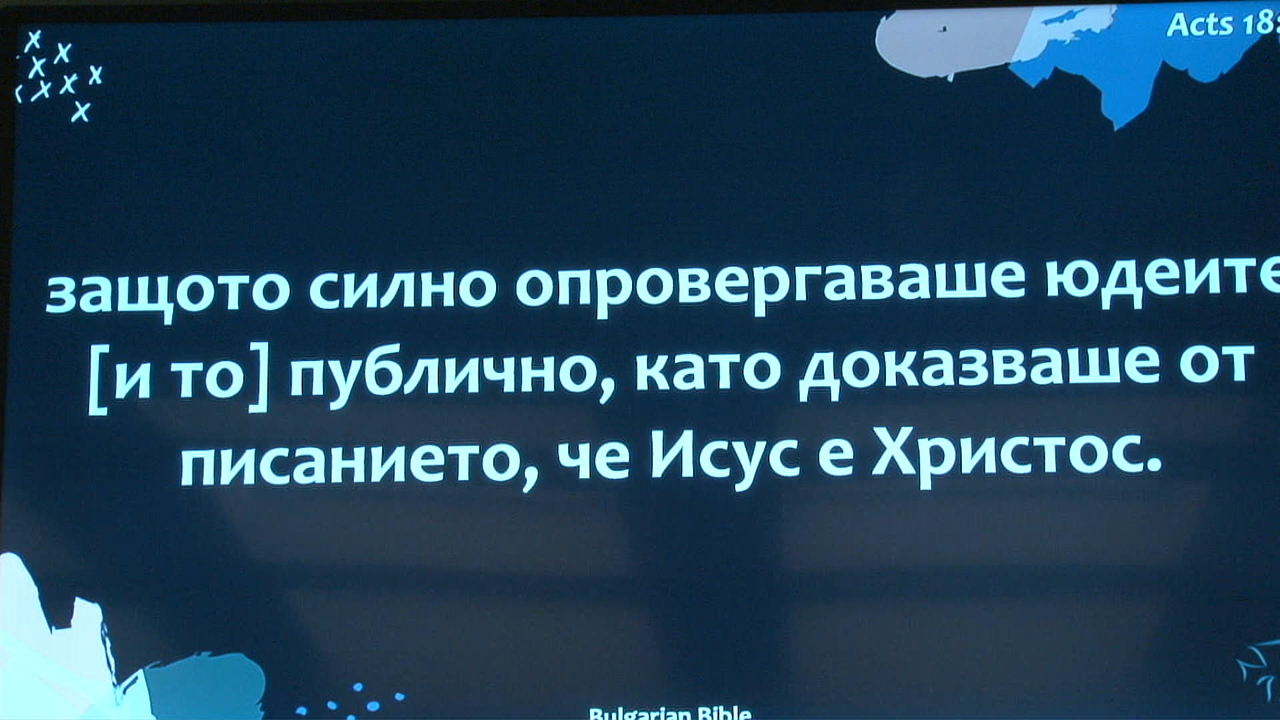 Acts 18:
защото силно опровергаваше юдеите
[и то] публично, като доказваше от
писанието, че Исус е Христос.
Bulgarian Bible